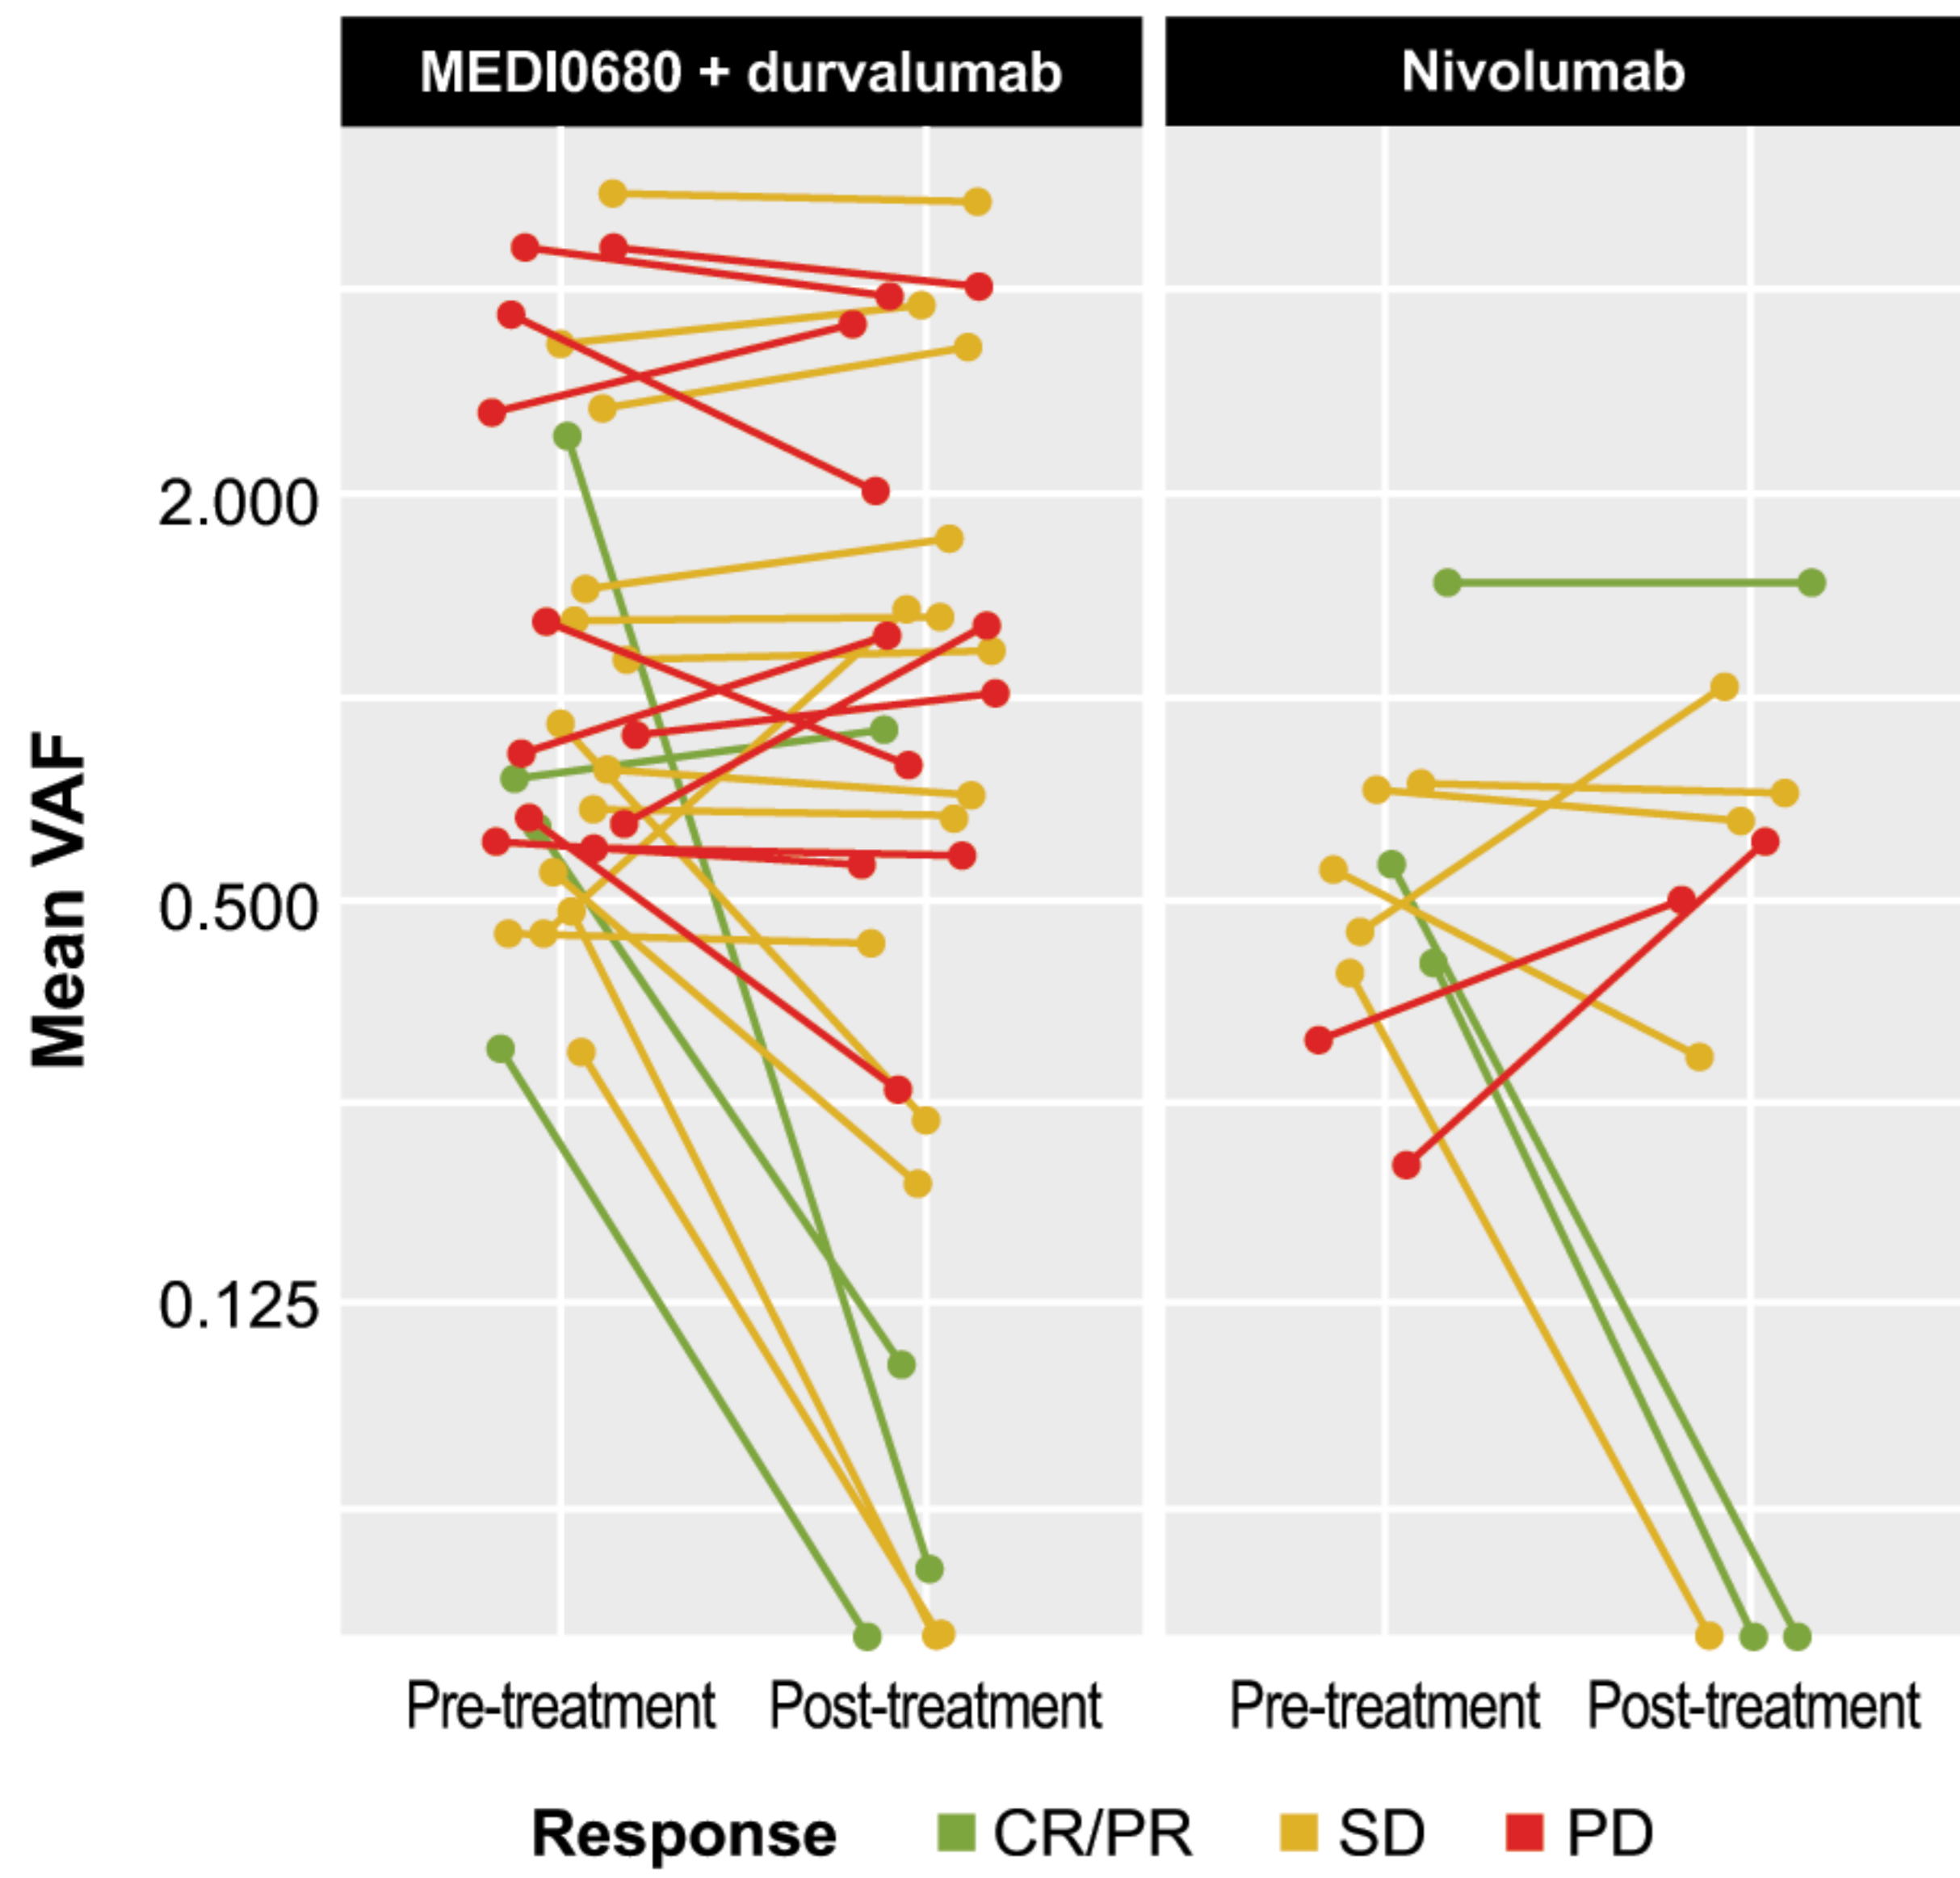 MEDI0680 + durvalumab
Nivolumab
Mean VAF
2.000
0.500
0.125
Pre-treatment Post-treatment Pre-treatment Post-treatment
Response CR/PR SD PD